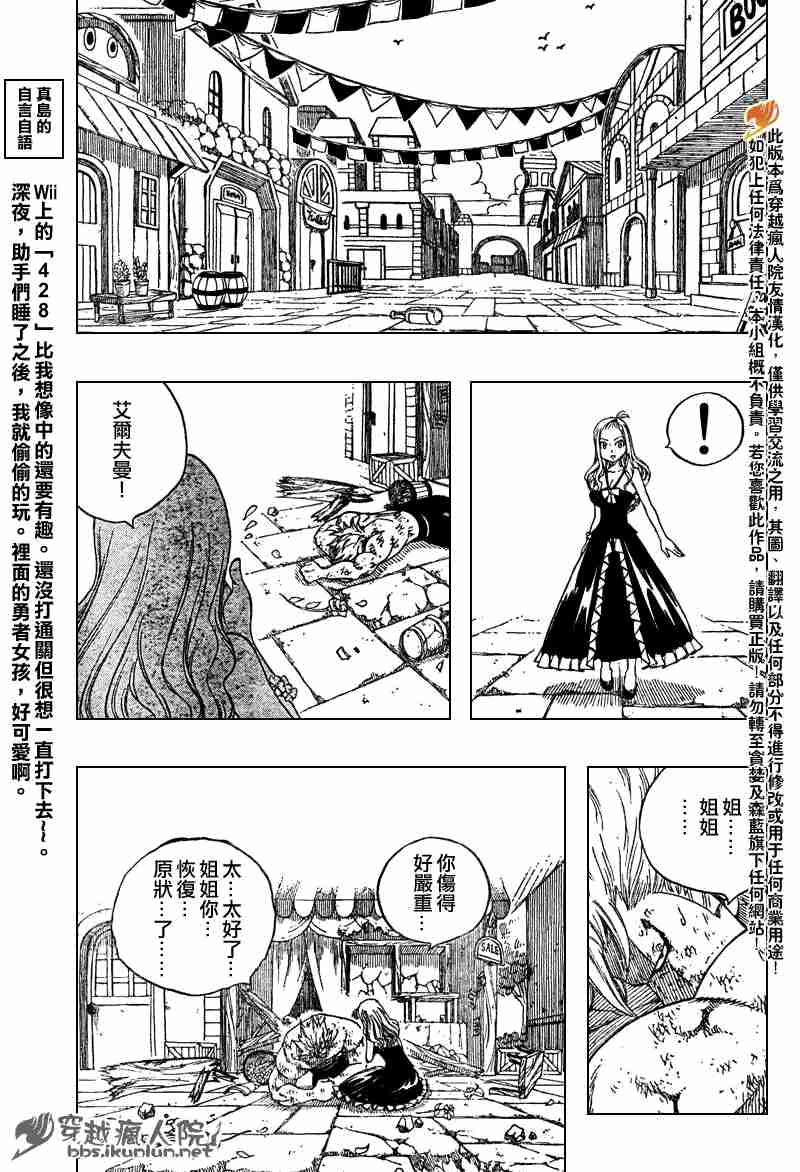 BOO
此版本爲穿越瘋人院友情漢化，僅供學習交流之用，其圖、翻譯以及任何部分不得進行修改或用于任何商業用途！
如犯上任何法律責任，本小組概不負責。若您喜歡此作品，請購買正版！請勿轉至貪婪及森藍旗下任何網站！
！
艾爾夫曼！
姐……
姐姐……
你傷得
好嚴重…
太…太好了…
姐姐你…
恢復…
原狀…了…
SALE
真島的
自言自語
Wii上的「428」比我想像中的還要有趣。還沒打通關但很想一直打下去~。
深夜，助手們睡了之後，我就偷偷的玩。裡面的勇者女孩，好可愛啊。
穿越瘋人院
bbs.ikunlun.net